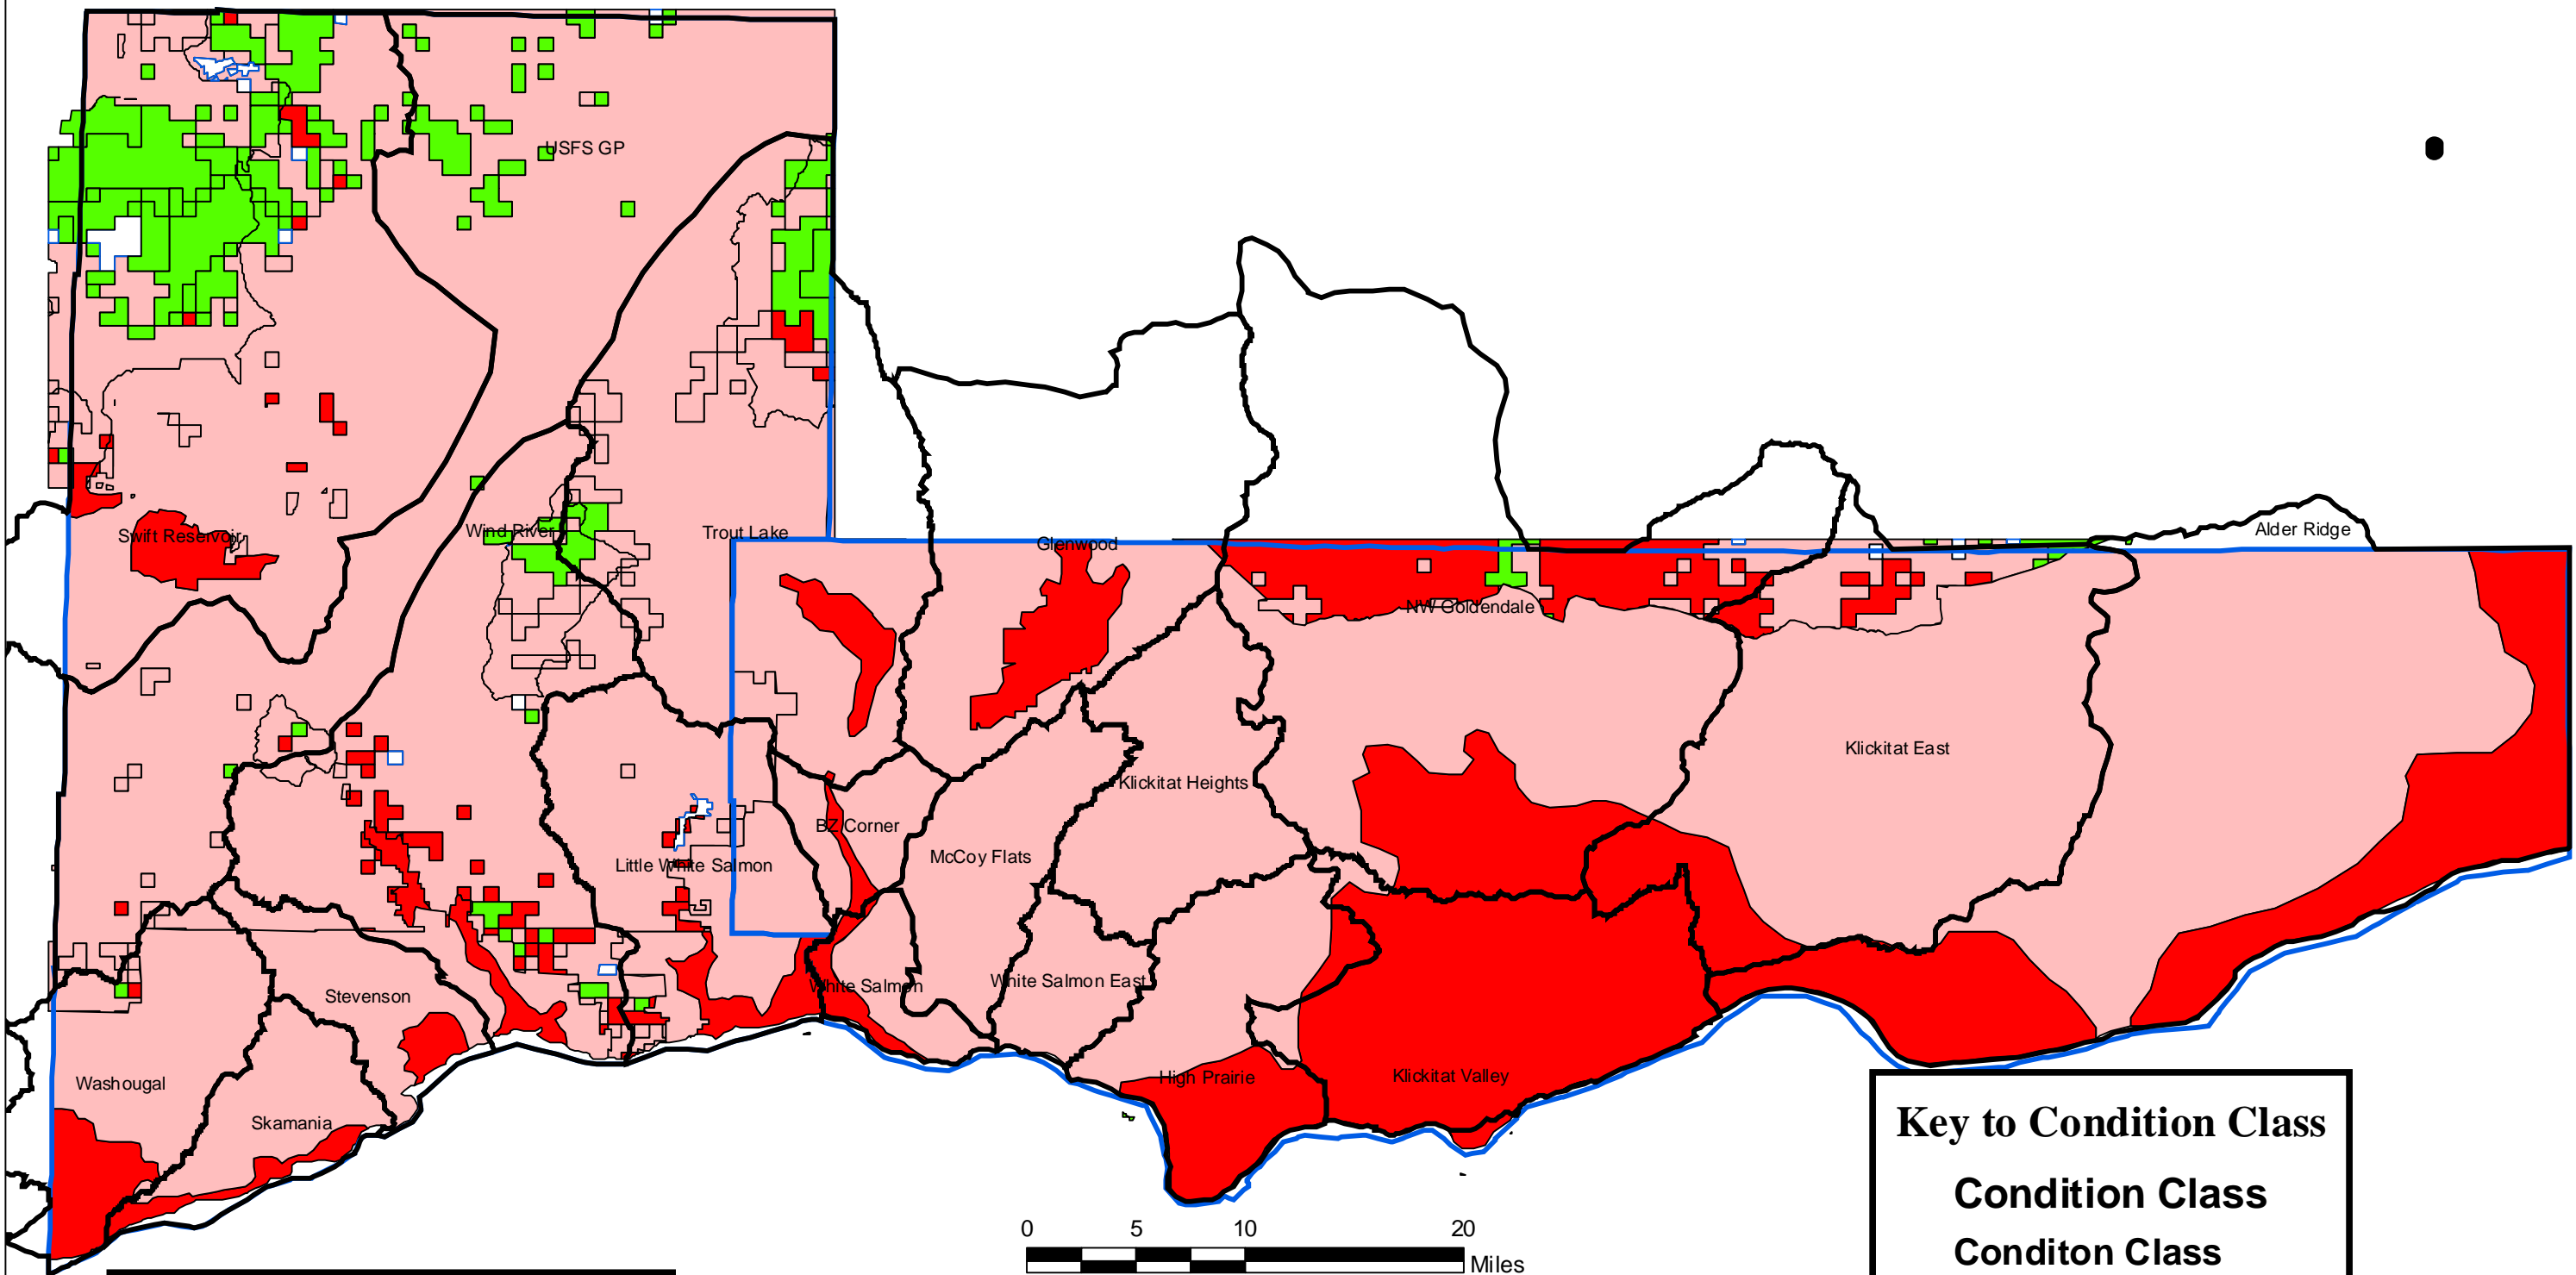 USFS GP
Swift Reservoir
Wind River
Trout Lake
Glenwood
Alder Ridge
NW Goldendale
Klickitat East
Klickitat Heights
BZ Corner
McCoy Flats
Little White Salmon
White Salmon
White Salmon East
Stevenson
Washougal
Skamania
High Prairie
Klickitat Valley
0 5 10 20
Miles
Key to Condition Class
Condition Class
Conditon Class